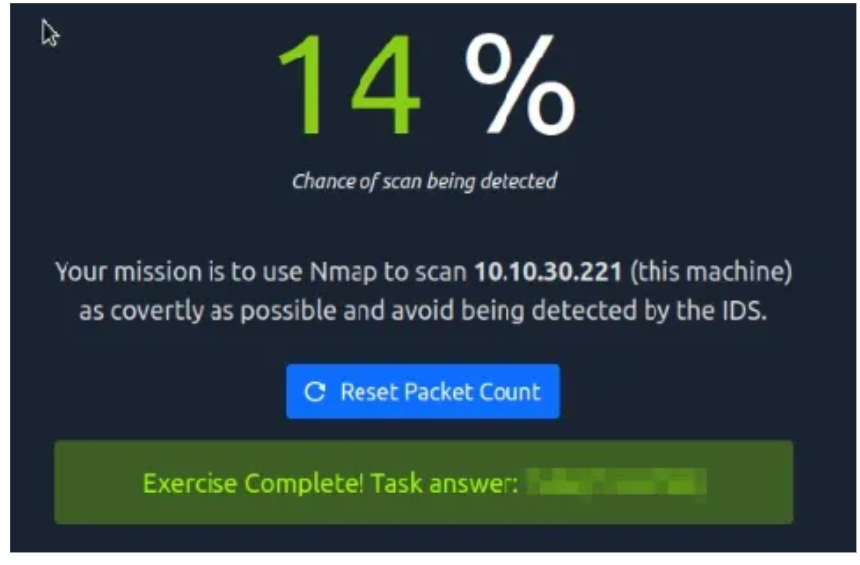 14 %
Chance of scan being detected
Your mission is to use Nmap to scan 10.10.30.221 (this machine)
as covertly as possible and avoid being detected by the IDS.
Reset Packet Count
Exercise Complete! Task answer: